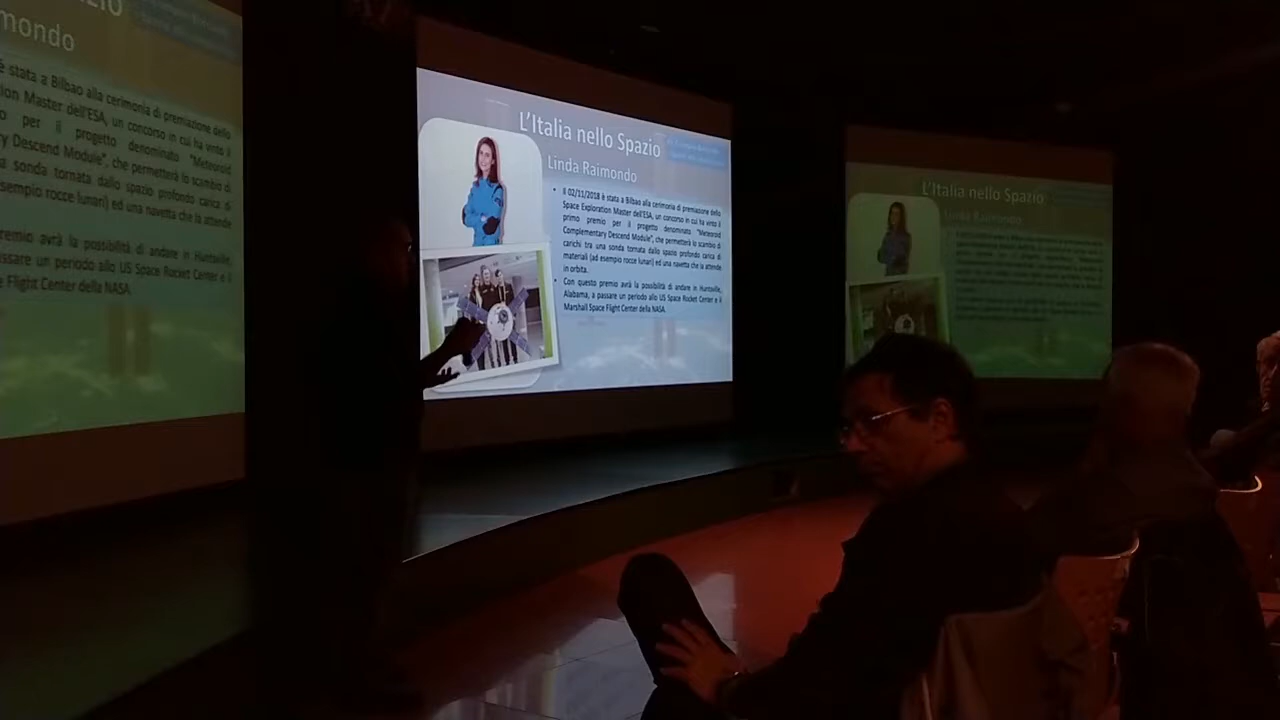 L'Italia nello Spazio
Linda Raimondo
• Il 02/11/2018 è stata a Bilbao alla cerimonia di premiazione dello
Space Exploration Master dell'ESA, un concorso in cui ha vinto il
primo premio per il progetto denominato "Meteoroid
Complementary Descend Module", che permetterà lo scambio di
carichi tra una sonda tornata dallo spazio profondo carica di
materiali (ad esempio rocce lunari) ed una navetta che la attende
in orbita.
• Con questo premio avrà la possibilità di andare in Huntsville,
Alabama, a passare un periodo allo US Space Rocket Center e il
Marshall Space Flight Center della NASA.
zio
mondo
è stata a Bilbao alla cerimonia di premiazione dello
ion Master dell'ESA, un concorso in cui ha vinto il
o per il progetto denominato "Meteoroid
ry Descend Module", che permetterà lo scambio di
a sonda tornata dallo spazio profondo carica di
esempio rocce lunari) ed una navetta che la attende
remio avrà la possibilità di andare in Huntsville,
ssare un periodo allo US Space Rocket Center e il
e Flight Center della NASA.
L'Italia nello Spazio
Linda Raimondo